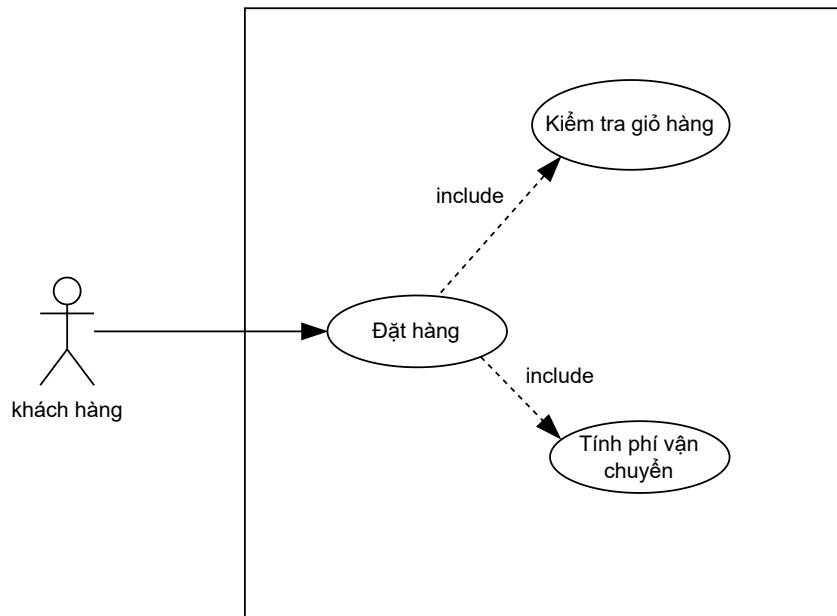 Kiểm tra giỏ hàng
include
Đặt hàng
include
khách hàng
Tính phí vận
chuyển